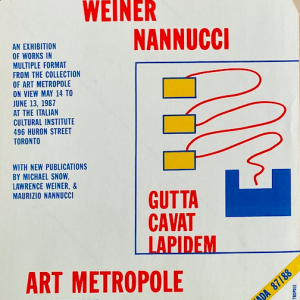 WEINER
NANNUCCI
AN EXHIBITION
OF WORKS IN
MULTIPLE FORMAT
FROM THE COLLECTION
OF ART METROPOLE
ON VIEW MAY 14 TO
JUNE 13, 1987
AT THE ITALIAN
CULTURAL INSTITUTE
496 HURON STREET
TORONTO
WITH NEW PUBLICATIONS
BY MICHAEL SNOW,
LAWRENCE WEINER, &
MAURIZIO NANNUCCI
GUTTA
CAVAT
LAPIDEM
ART METROPOLE
87/88